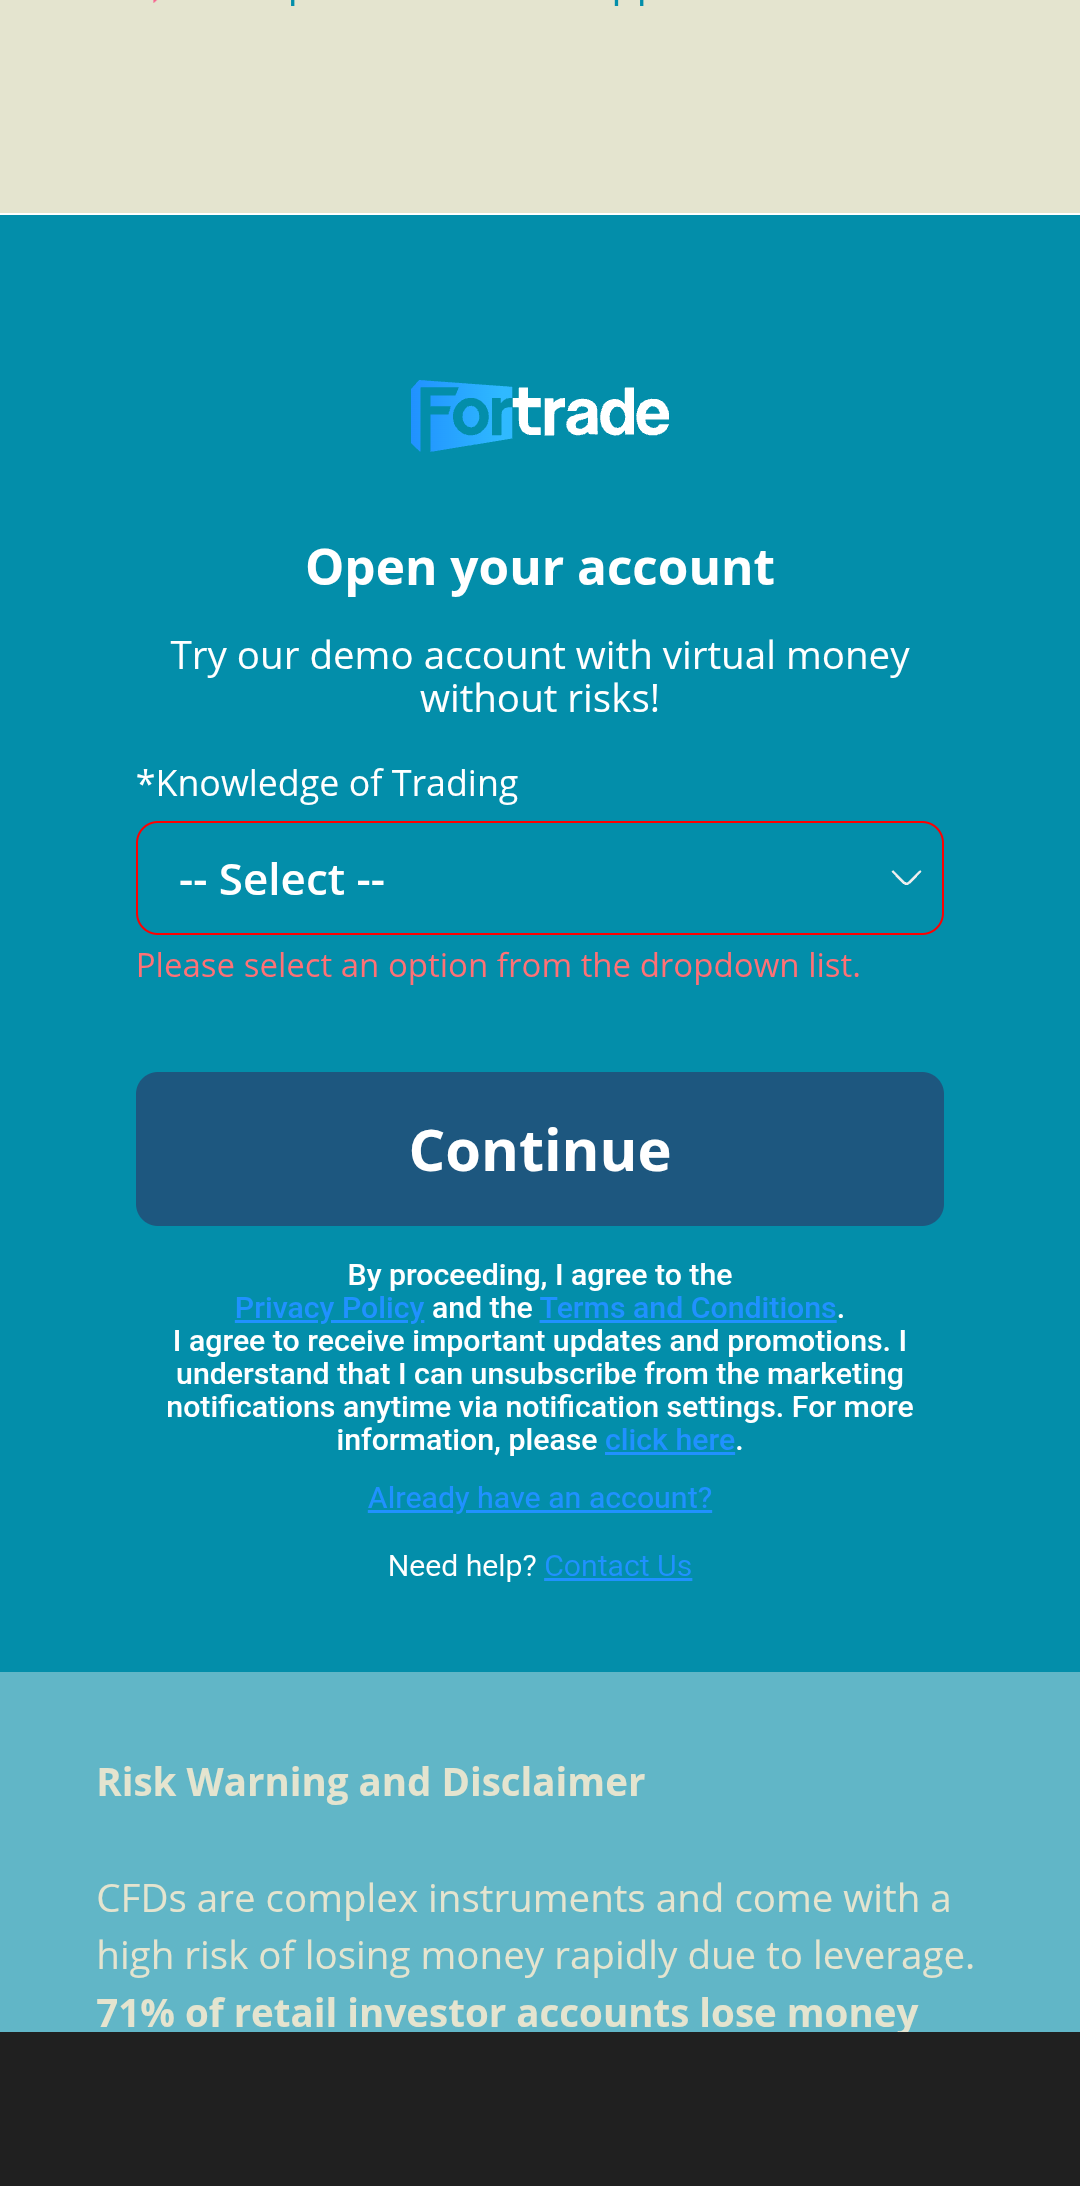 Fortrade
Open your account
Try our demo account with virtual money
without risks!
*Knowledge of Trading
-- Select --
Please select an option from the dropdown list.
Continue
By proceeding, I agree to the
Privacy Policy and the Terms and Conditions.
I agree to receive important updates and promotions. I
understand that I can unsubscribe from the marketing
notifications anytime via notification settings. For more
information, please click here.
Already have an account?
Need help? Contact Us
Risk Warning and Disclaimer
CFDs are complex instruments and come with a
high risk of losing money rapidly due to leverage.
71% of retail investor accounts lose money